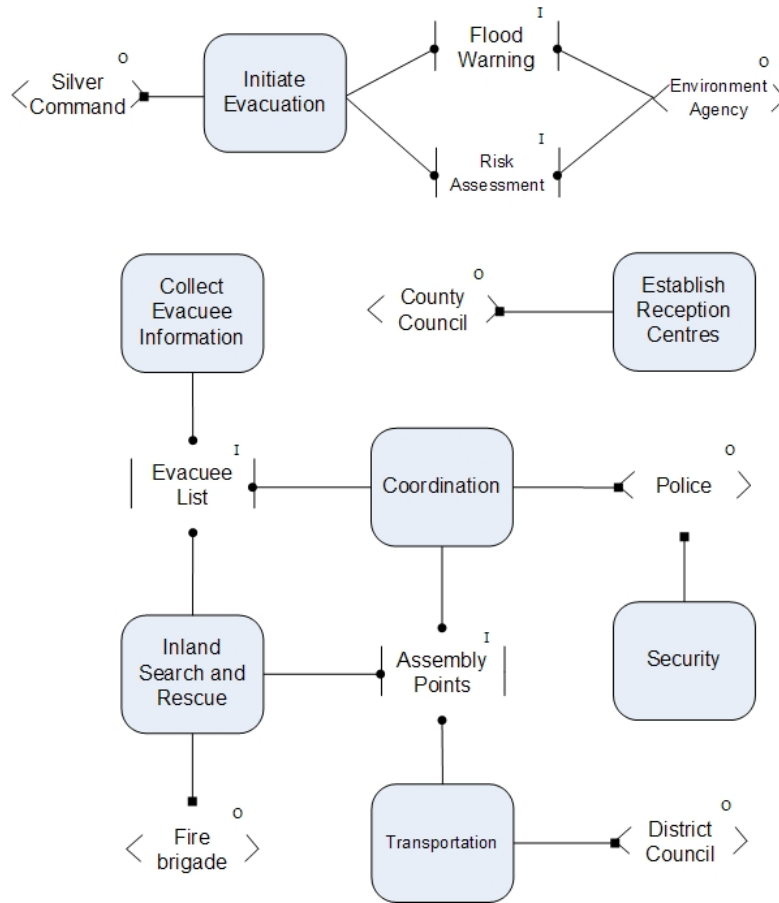 I
O
O
Silver
Command
Initiate
Evacuation
Flood
Warning
Environment
Agency
I
Risk
Assessment
Collect
Evacuee
Information
O
County
Council
Establish
Reception
Centres
I
Evacuee
List
Coordination
O
Police
Inland
Search and
Rescue
I
Assembly
Points
Security
O
Fire
brigade
Transportation
O
District
Council